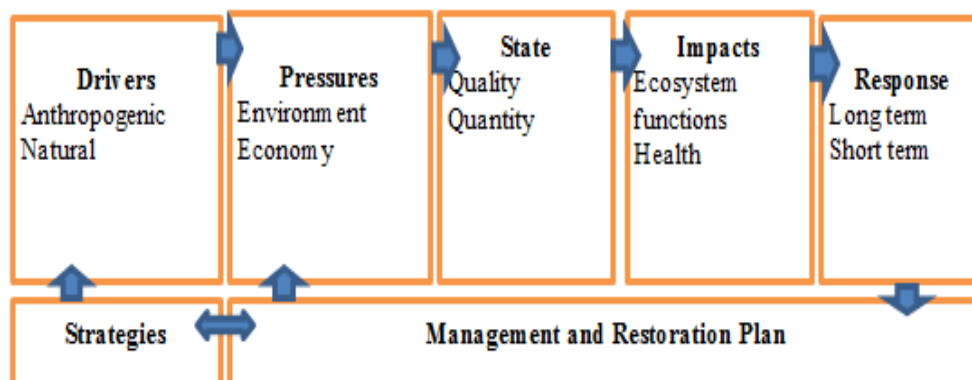 Drivers
Anthropogenic
Natural
Pressures
Environment
Economy
State
Quality
Quantity
Impacts
Ecosystem
functions
Health
Response
Long term
Short term
Strategies
Management and Restoration Plan